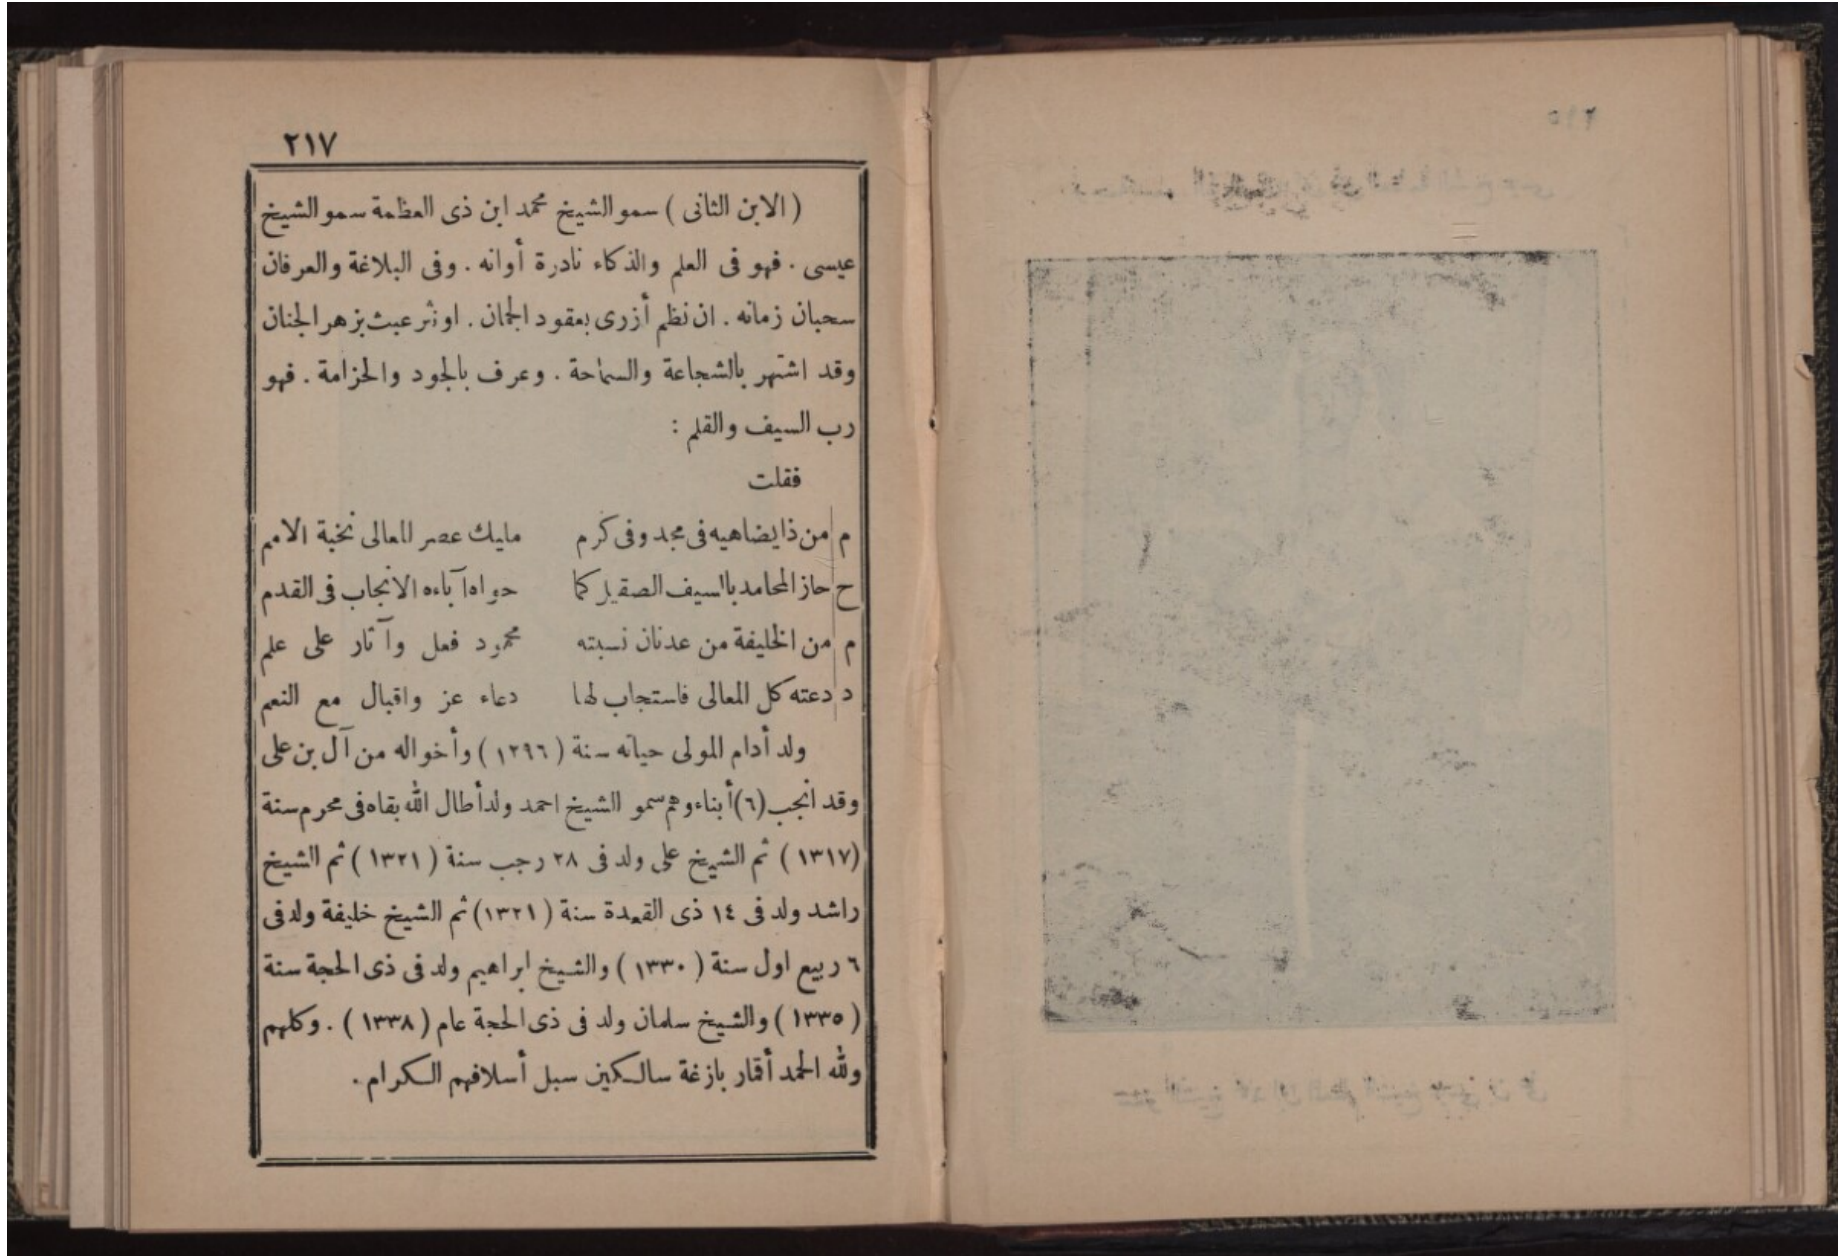 ٢١٧
( الابن الثانى ) سمو الشيخ محمد ابن ذى العظمة سمو الشيخ
عيسى . فهو فى العلم والذكاء نادرة أوانه . وفى البلاغة والعرفان
سحبان زمانه . ان نظم أزرى بعقود الجمان . او نثر عبث بزهر الجنان
وقد اشتهر بالشجاعة والسماحة . وعرف بالجود والحزامة . فهو
رب السيف والقلم :
فقلت
م من ذا يضاهيه فى مجد وفى كرم مليك عصر المعالى نخبة الامم
ح حاز المحامد بالسيف الصقيل كما حواه آباءه الانجاب فى القدم
م من الخليفة من عدنان نسبته محمود فعل وآثار على علم
د دعته كل المعالى فاستجاب لها دعاء عز واقبال مع النعم
ولد أدام المولى حياته سنة ( ١٢٩٦ ) وأخواله من آل بن على
وقد انجب (٦) أبناء وهم سمو الشيخ احمد ولد أطال الله بقاه فى محرم سنة
( ١٣١٧ ) ثم الشيخ على ولد فى ٢٨ رجب سنة ( ١٣٢١ ) ثم الشيخ
راشد ولد فى ١٤ ذى القعدة سنة ( ١٣٢١ ) ثم الشيخ خليفة ولد فى
٦ ربيع اول سنة ( ١٣٣٠ ) والشيخ ابراهيم ولد فى ذى الحجة سنة
( ١٣٣٥ ) والشيخ سلمان ولد فى ذى الحجة عام ( ١٣٣٨ ) . وكلهم
ولله الحمد أقمار بازغة سالكين سبل أسلافهم الكرام .